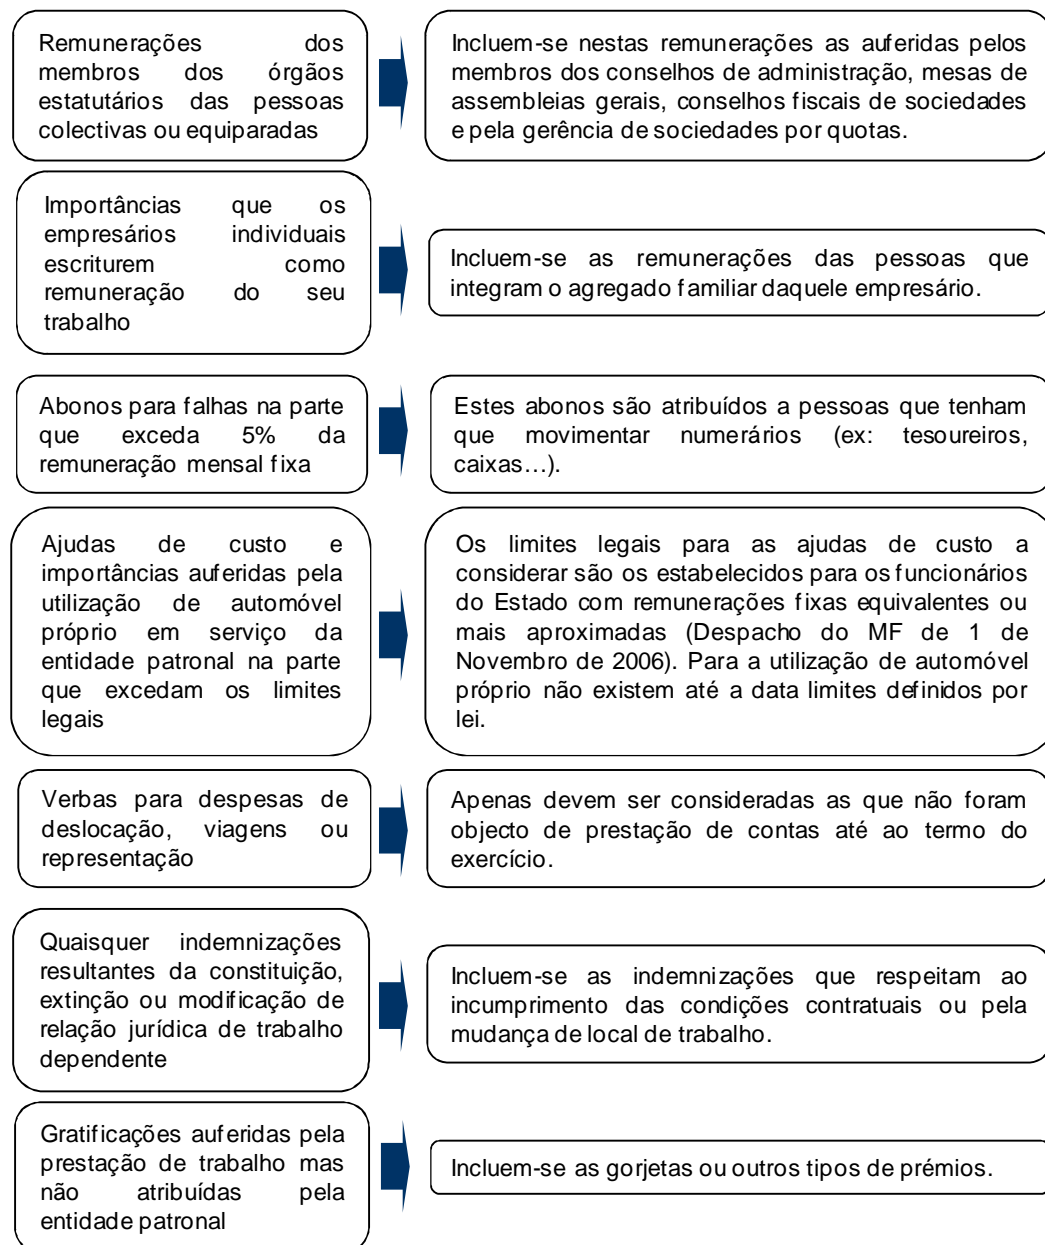 Remunerações dos
membros dos órgãos
estatutários das pessoas
colectivas ou equiparadas
Incluem-se nestas remunerações as auferidas pelos
membros dos conselhos de administração, mesas de
assembleias gerais, conselhos fiscais de sociedades
e pela gerência de sociedades por quotas.
Importâncias que os
empresários individuais
escriturem como
remuneração do seu
trabalho
Incluem-se as remunerações das pessoas que
integram o agregado familiar daquele empresário.
Abonos para falhas na parte
que exceda 5% da
remuneração mensal fixa
Estes abonos são atribuídos a pessoas que tenham
que movimentar numerários (ex: tesoureiros,
caixas…).
Ajudas de custo e
importâncias auferidas pela
utilização de automóvel
próprio em serviço da
entidade patronal na parte
que excedam os limites
legais
Os limites legais para as ajudas de custo a
considerar são os estabelecidos para os funcionários
do Estado com remunerações fixas equivalentes ou
mais aproximadas (Despacho do MF de 1 de
Novembro de 2006). Para a utilização de automóvel
próprio não existem até a data limites definidos por
lei.
Verbas para despesas de
deslocação, viagens ou
representação
Apenas devem ser consideradas as que não foram
objecto de prestação de contas até ao termo do
exercício.
Quaisquer indemnizações
resultantes da constituição,
extinção ou modificação de
relação jurídica de trabalho
dependente
Incluem-se as indemnizações que respeitam ao
incumprimento das condições contratuais ou pela
mudança de local de trabalho.
Gratificações auferidas pela
prestação de trabalho mas
não atribuídas pela
entidade patronal
Incluem-se as gorjetas ou outros tipos de prémios.